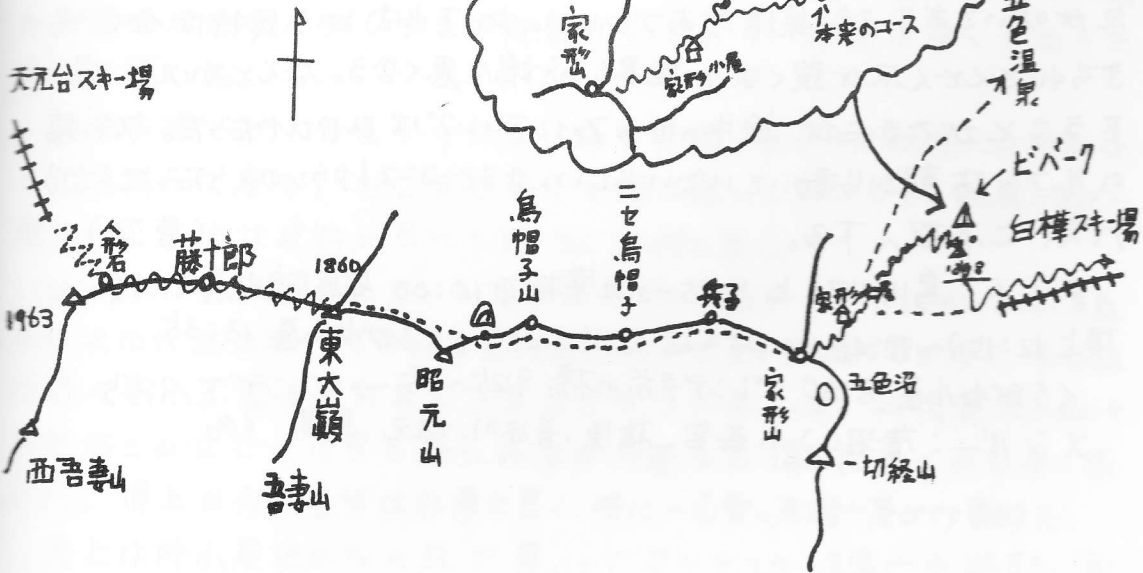 家形山
家形小屋
本来のコース
五色温泉
オ
天元台スキー場
ビバーク
白樺スキー場
烏帽子山
ニセ烏帽子
兵子
人形石
藤十郎
1860
1963
東大巓
昭元山
家形小屋
家形山
五色沼
一切経山
西吾妻山
吾妻山